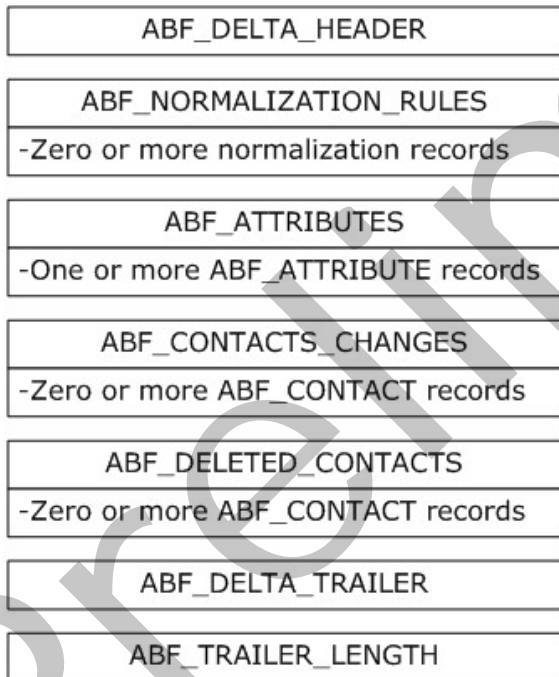 ABF_DELTA_HEADER
ABF_NORMALIZATION_RULES
-Zero or more normalization records
ABF_ATTRIBUTES
-One or more ABF_ATTRIBUTE records
ABF_CONTACTS_CHANGES
-Zero or more ABF_CONTACT records
ABF_DELETED_CONTACTS
-Zero or more ABF_CONTACT records
ABF_DELTA_TRAILER
ABF_TRAILER_LENGTH
Prelin